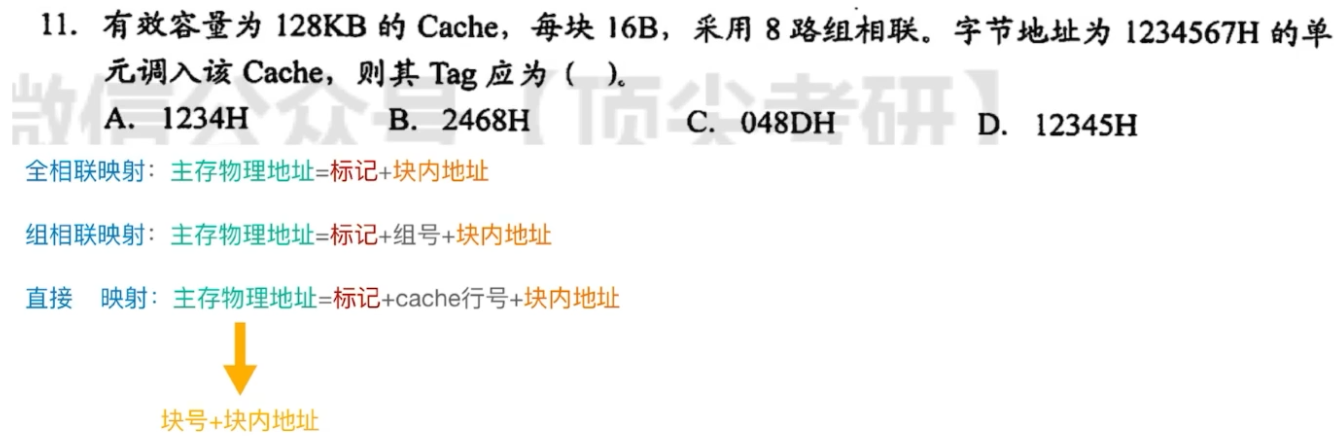 11. 有效容量为 128KB 的 Cache，每块 16B，采用 8 路组相联。字节地址为 1234567H 的单
元调入该 Cache，则其 Tag 应为（ ）。
微信公众号【顶尖考研】
A. 1234H B. 2468H C. 048DH D. 12345H
全相联映射：主存物理地址=标记+块内地址
组相联映射：主存物理地址=标记+组号+块内地址
直接 映射：主存物理地址=标记+cache行号+块内地址
块号+块内地址